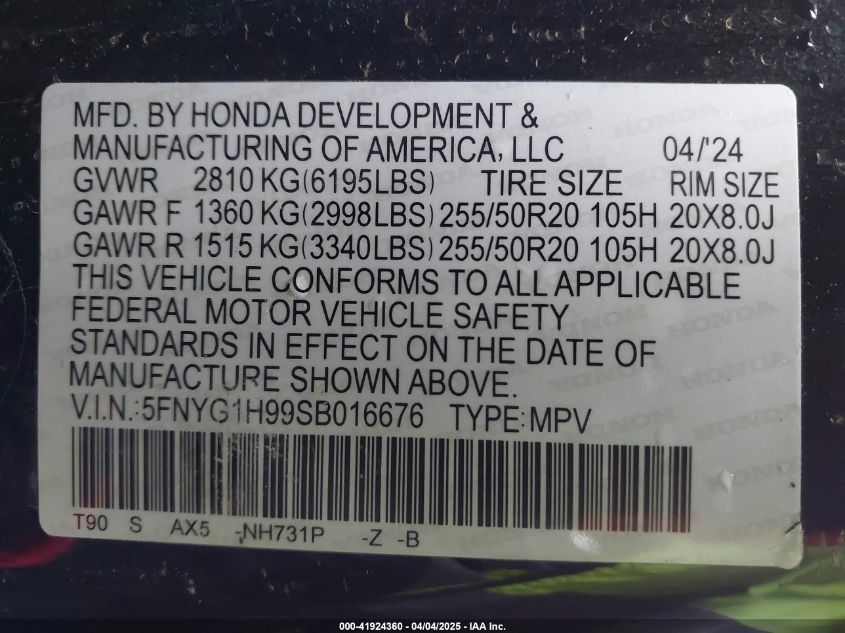 MFD. BY HONDA DEVELOPMENT &
MANUFACTURING OF AMERICA, LLC 04/'24
GVWR 2810 KG(6195LBS) TIRE SIZE RIM SIZE
GAWR F 1360 KG(2998LBS) 255/50R20 105H 20X8.0J
GAWR R 1515 KG(3340LBS) 255/50R20 105H 20X8.0J
THIS VEHICLE CONFORMS TO ALL APPLICABLE
FEDERAL MOTOR VEHICLE SAFETY
STANDARDS IN EFFECT ON THE DATE OF
MANUFACTURE SHOWN ABOVE.
V.I.N.:5FNYG1H99SB016676 TYPE:MPV
T90 S AX5 -NH731P -Z -B
000-41924360 - 04/04/2025 - IAA Inc.